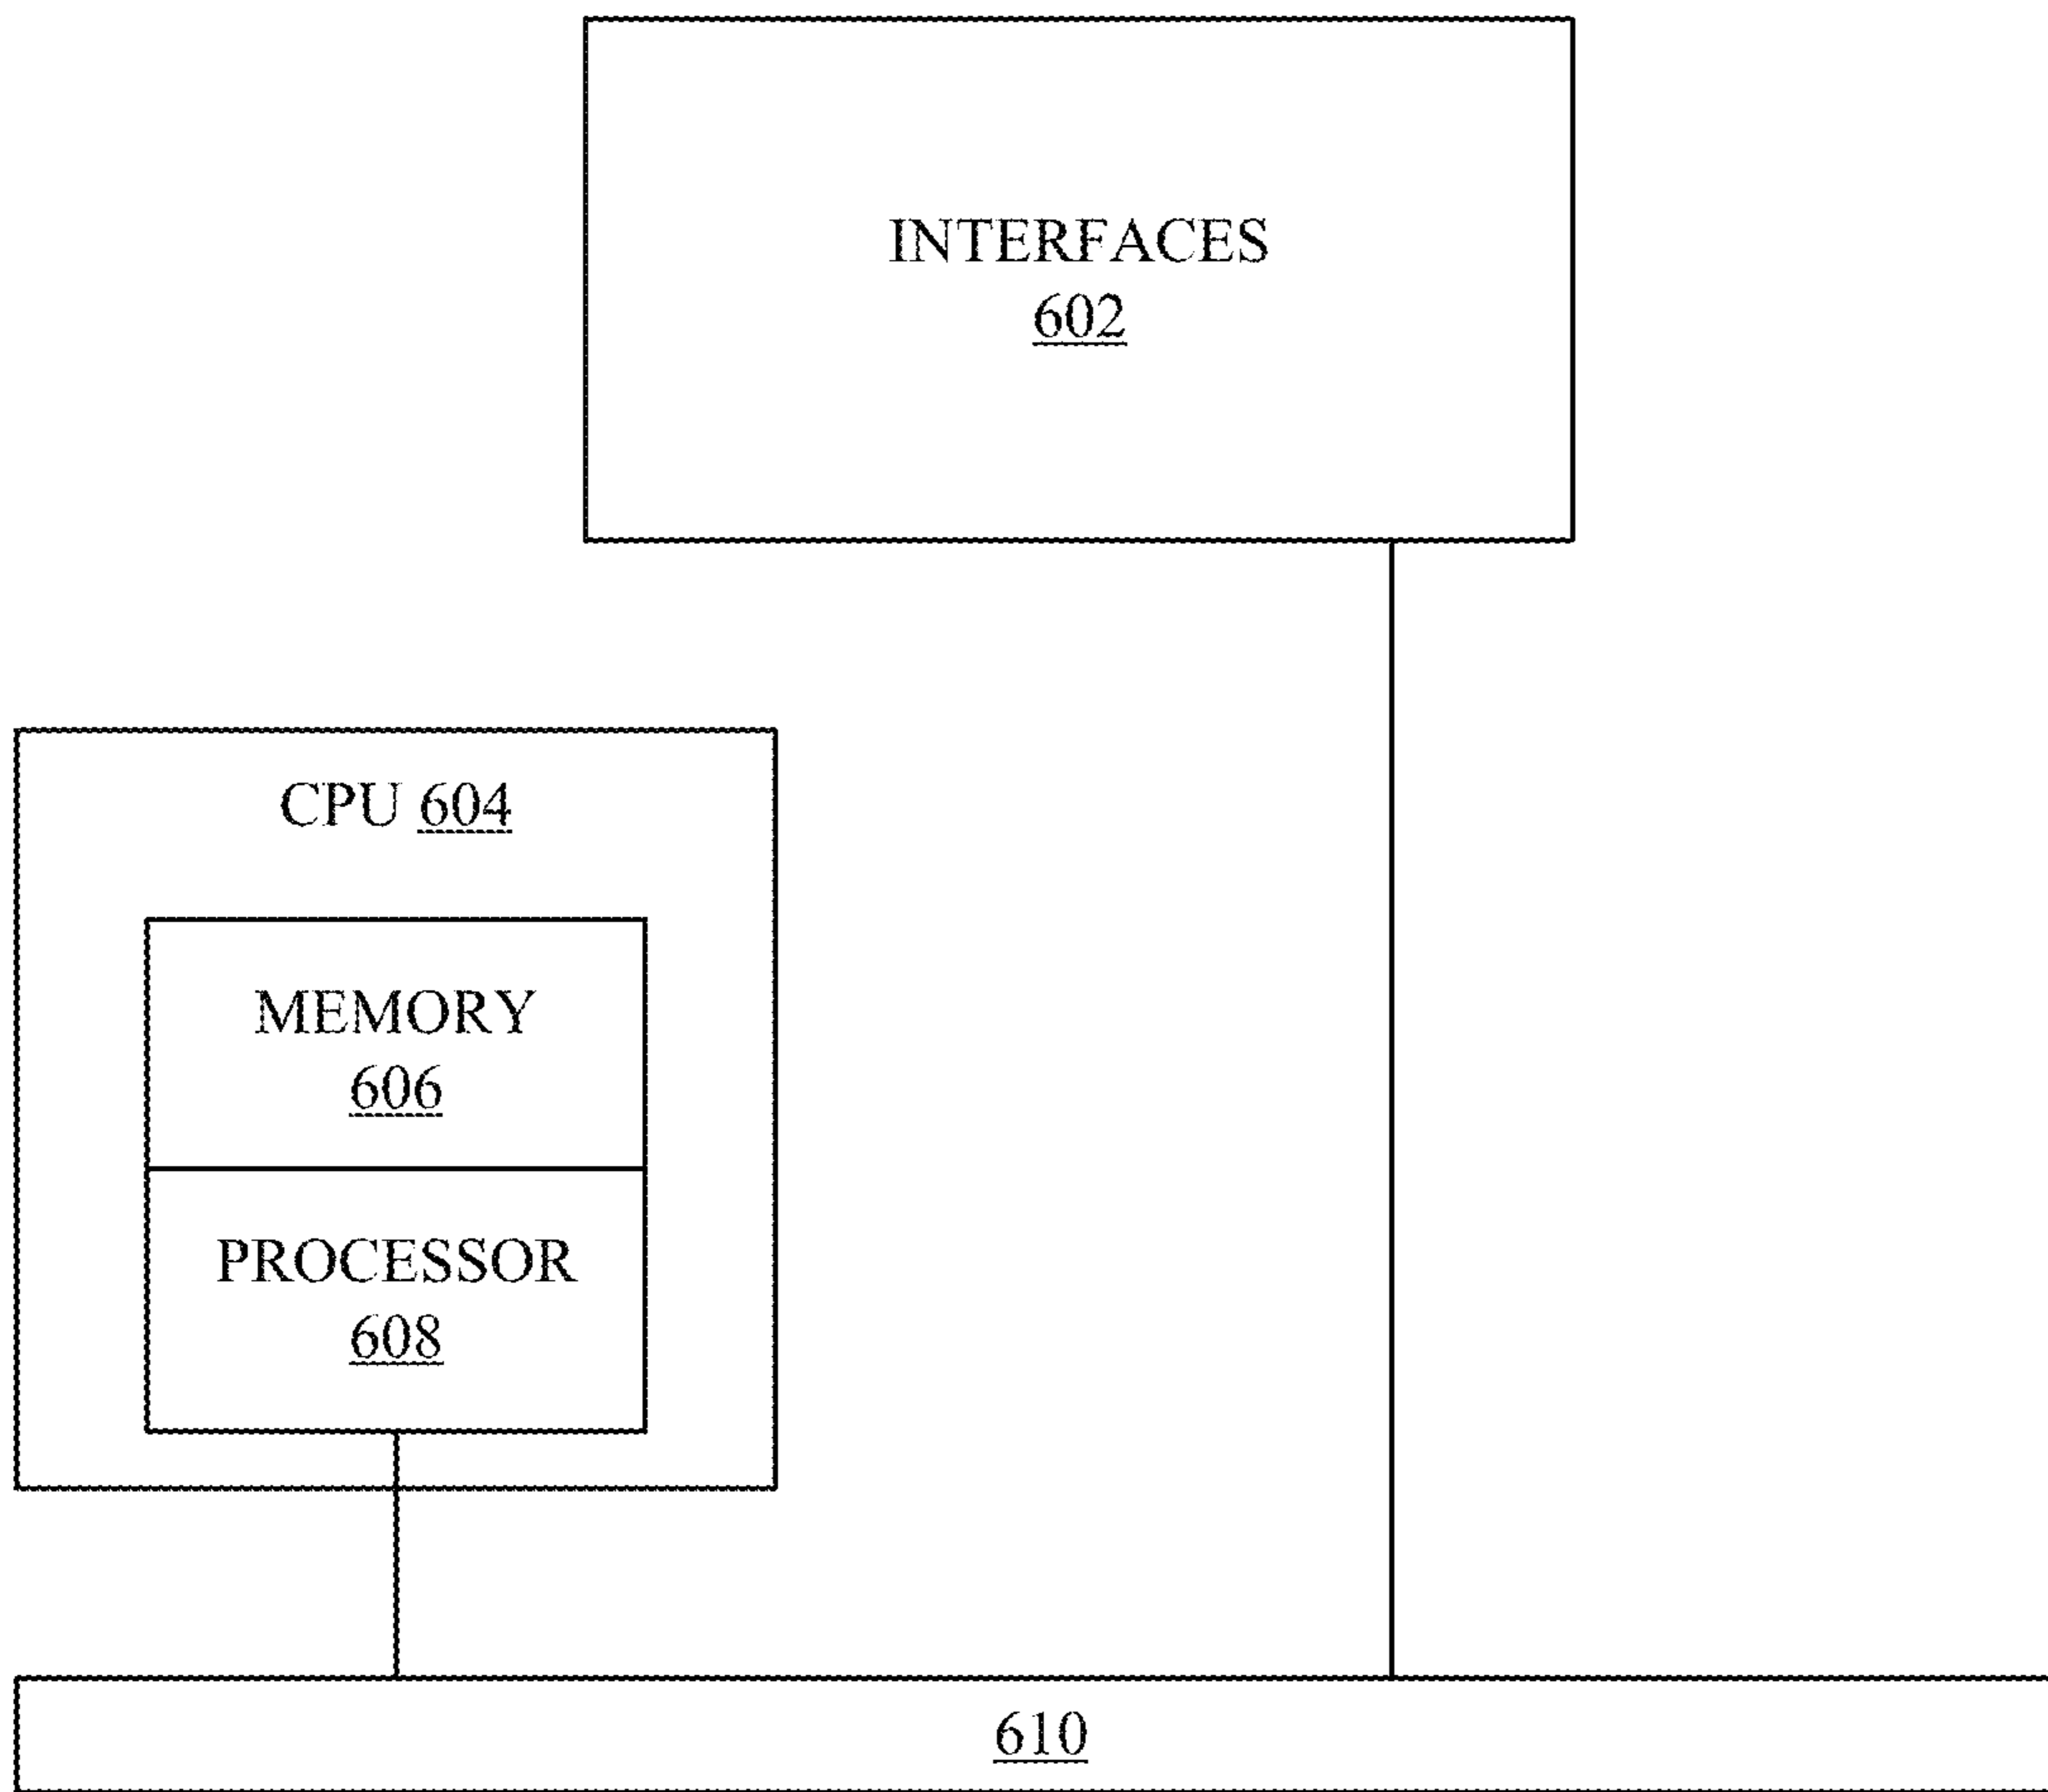 INTERFACES
602
CPU 604
MEMORY
606
PROCESSOR
608
610